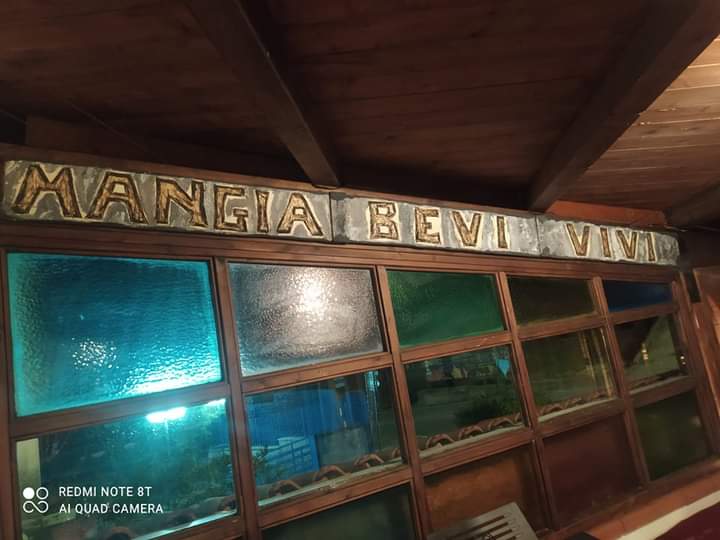 MANGIA BEVI VIVI
REDMI NOTE 8T
AI QUAD CAMERA